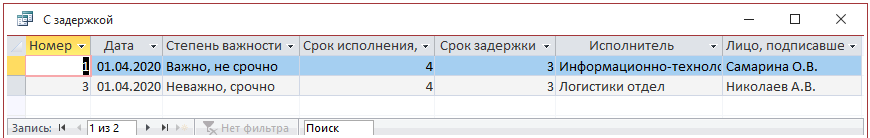 С задержкой
Номер Дата Степень важности Срок исполнения, Срок задержки Исполнитель Лицо, подписавше
1 01.04.2020 Важно, не срочно 4 3 Информационно-техноло Самарина О.В.
3 01.04.2020 Неважно, срочно 4 3 Логистики отдел Николаев А.В.
Запись: 1 из 2 Нет фильтра Поиск